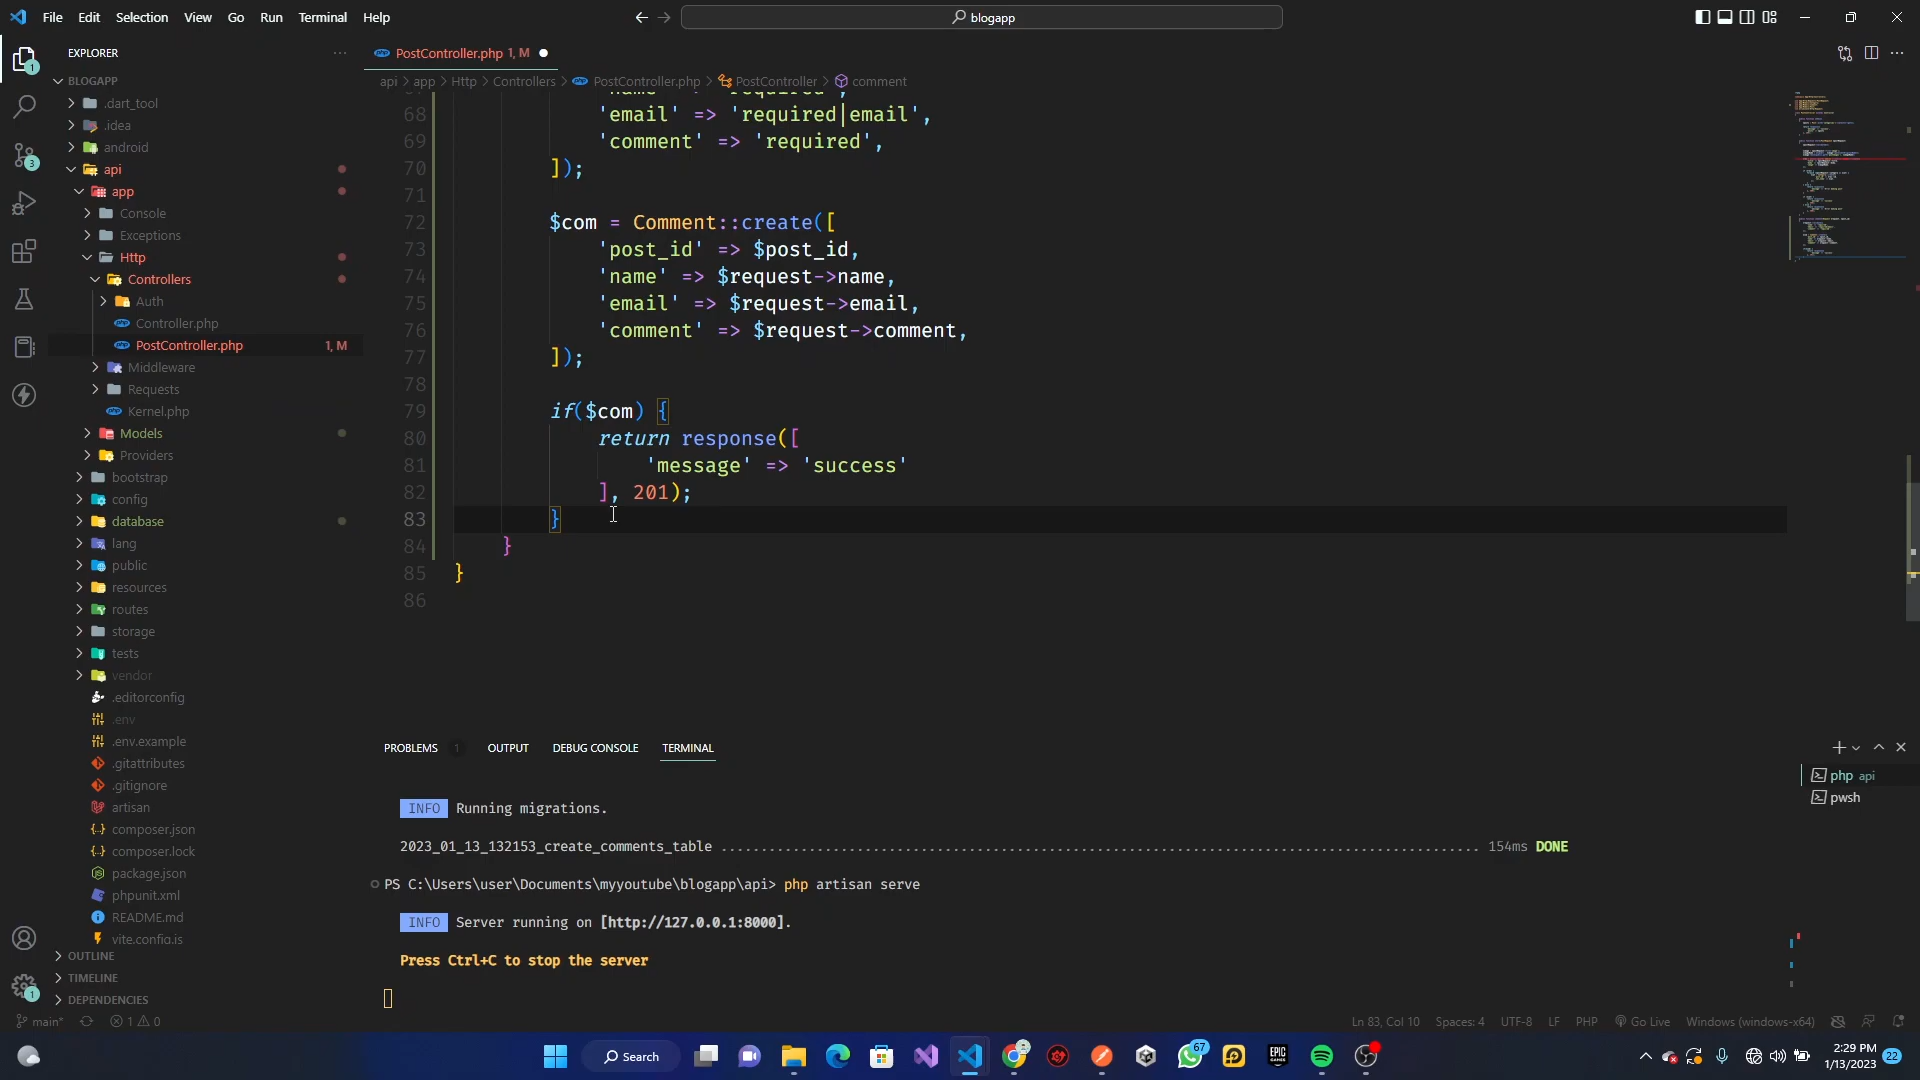 File Edit Selection View Go Run Terminal Help
blogapp
EXPLORER
PostController.php 1, M
BLOGAPP
api > app > Http > Controllers > PostController.php > PostController > comment
.dart_tool
.idea
android
api
app
Console
Exceptions
Http
Controllers
Auth
Controller.php
PostController.php 1, M
Middleware
Requests
Kernel.php
Models
Providers
bootstrap
config
database
lang
public
resources
routes
storage
tests
vendor
.editorconfig
.env
.env.example
.gitattributes
.gitignore
artisan
composer.json
composer.lock
package.json
phpunit.xml
README.md
vite.config.js
OUTLINE
TIMELINE
DEPENDENCIES
68 'email' => 'required|email',
69 'comment' => 'required',
70 ]);
71
72 $com = Comment::create([
73 'post_id' => $post_id,
74 'name' => $request->name,
75 'email' => $request->email,
76 'comment' => $request->comment,
77 ]);
78
79 if($com) {
80 return response([
81 'message' => 'success'
82 ], 201);
83 }
84 }
85 }
86
PROBLEMS 1 OUTPUT DEBUG CONSOLE TERMINAL
php api
pwsh
INFO Running migrations.
2023_01_13_132153_create_comments_table ................................................................................................ 154ms DONE
PS C:\Users\user\Documents\myyoutube\blogapp\api> php artisan serve
INFO Server running on [http://127.0.0.1:8000].
Press Ctrl+C to stop the server
main* 1 0
Ln 83, Col 10 Spaces: 4 UTF-8 LF PHP Go Live Windows (windows-x64)
Search
67
EPIC GAMES
2:29 PM
1/13/2023
22